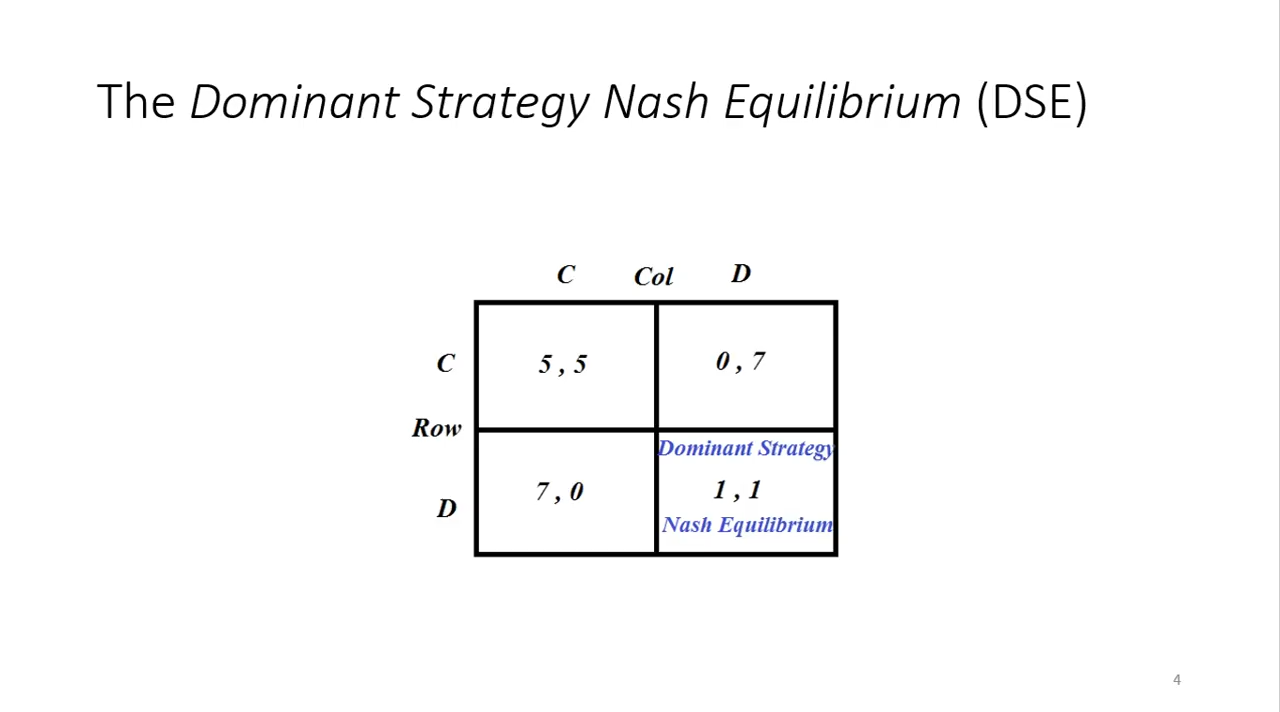 The Dominant Strategy Nash Equilibrium (DSE)
C Col D
C 5 , 5 0 , 7
Row
Dominant Strategy
D 7 , 0 1 , 1
Nash Equilibrium
4